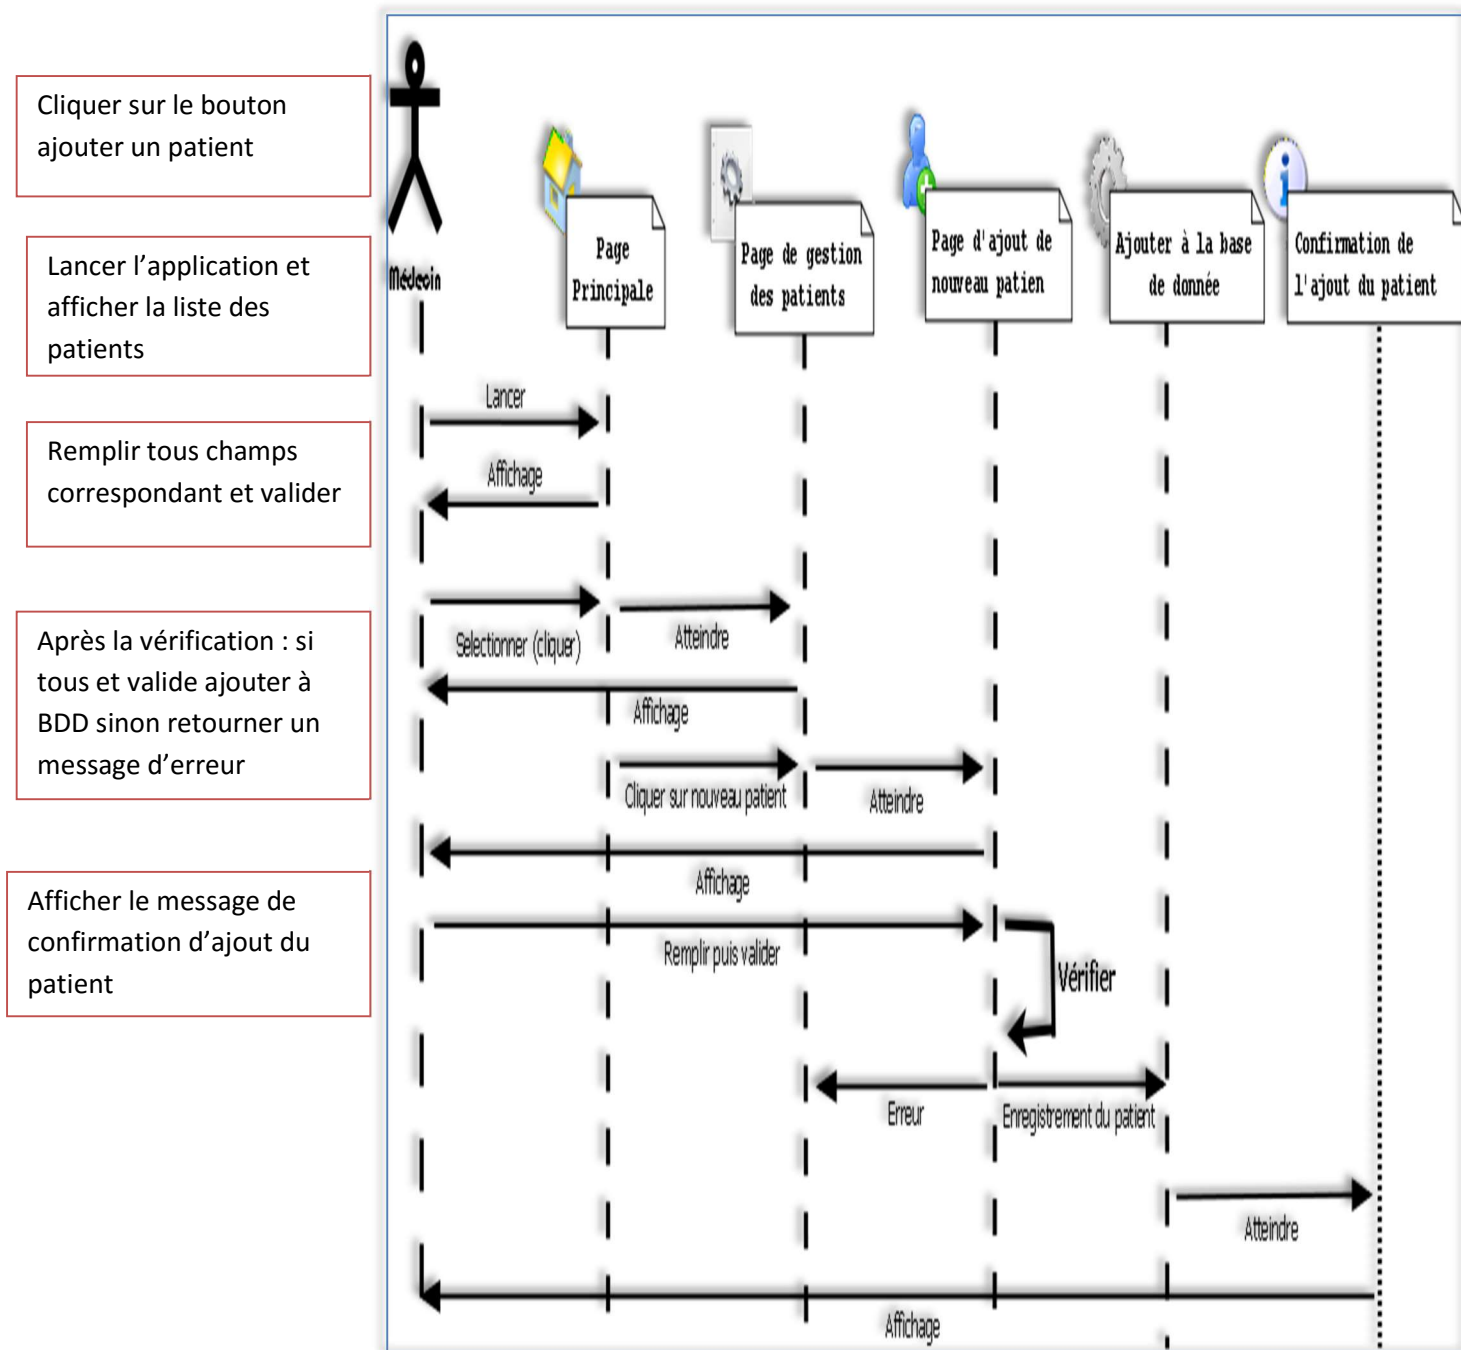 Cliquer sur le bouton
ajouter un patient
Lancer l’application et
afficher la liste des
patients
Remplir tous champs
correspondant et valider
Après la vérification : si
tous et valide ajouter à
BDD sinon retourner un
message d’erreur
Afficher le message de
confirmation d’ajout du
patient
Médecin
Page
Principale
Page de gestion
des patients
Page d'ajout de
nouveau patien
Ajouter à la base
de donnée
Confirmation de
l'ajout du patient
Lancer
Affichage
Selectionner (cliquer)
Atteindre
Affichage
Cliquer sur nouveau patient
Atteindre
Affichage
Remplir puis valider
Vérifier
Erreur
Enregistrement du patient
Atteindre
Affichage